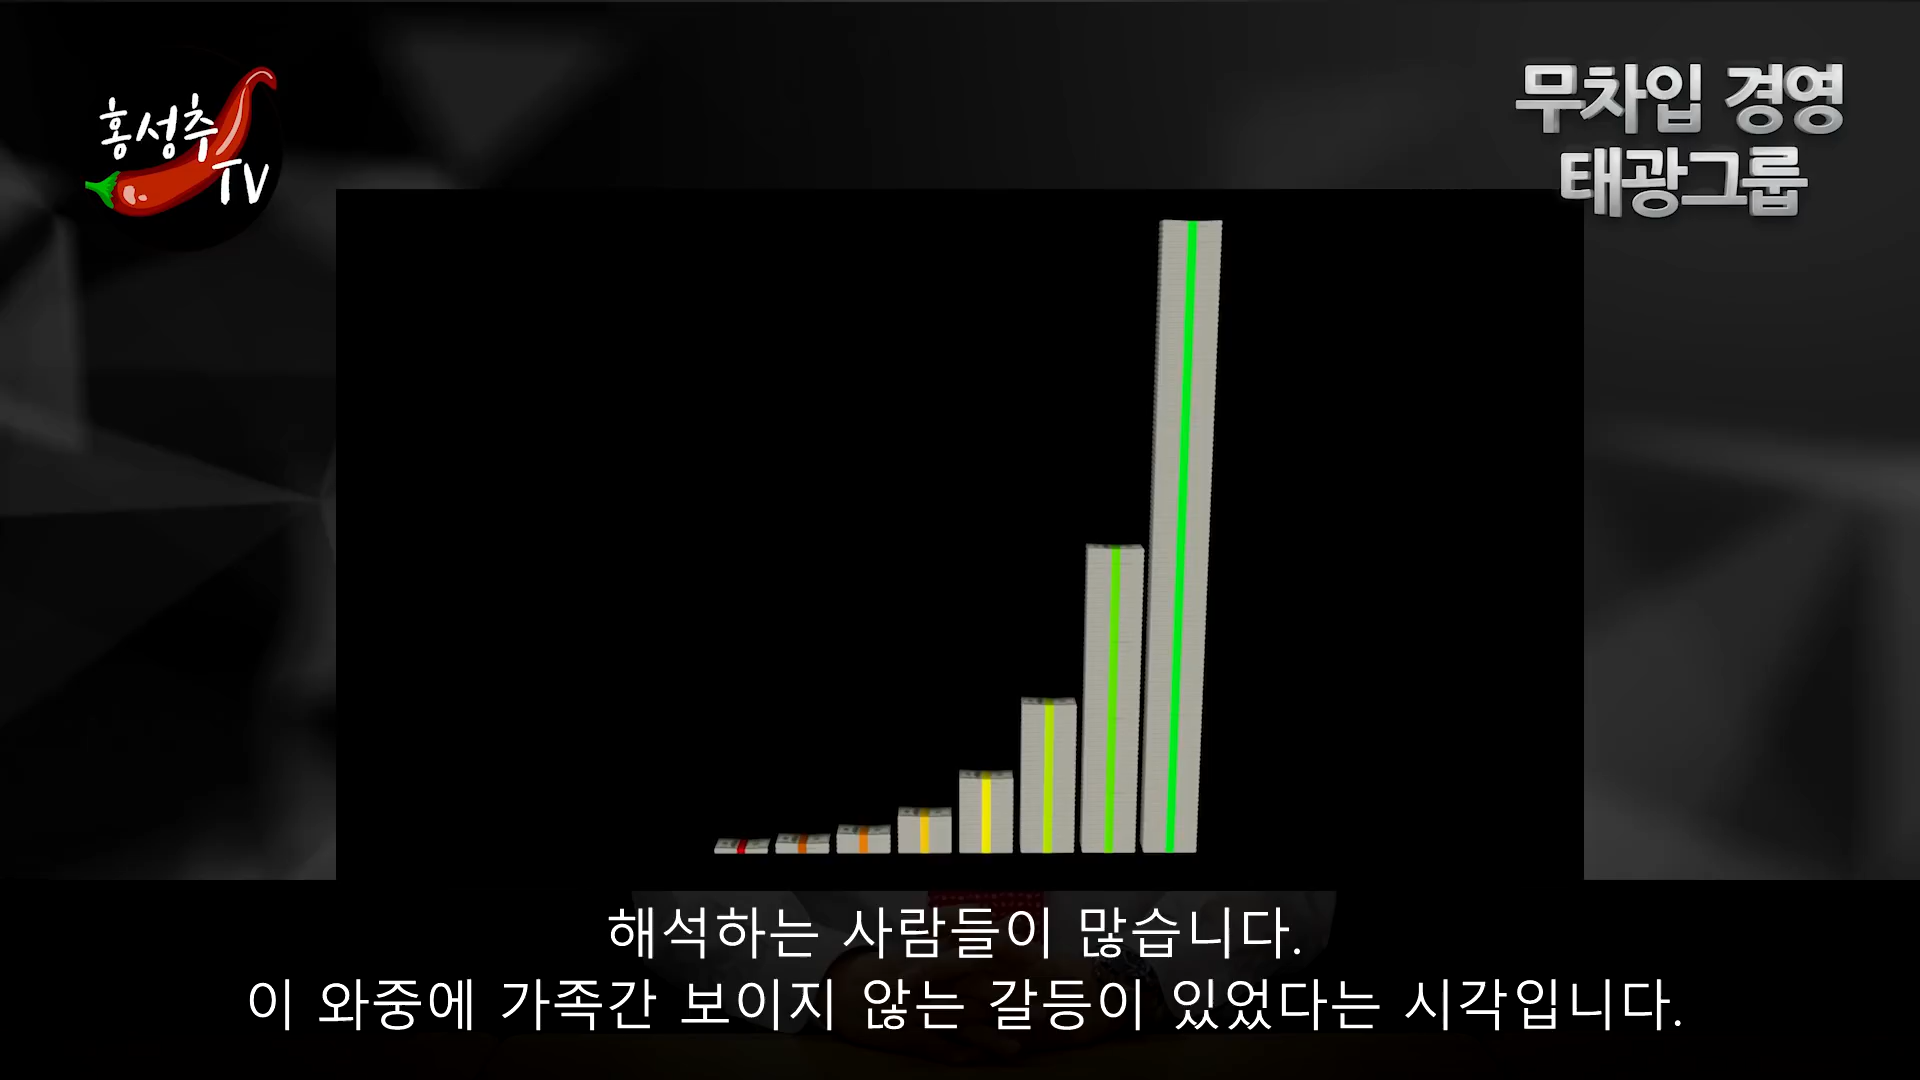 홍성추
TV
무차입 경영
태광그룹
해석하는 사람들이 많습니다.
이 와중에 가족간 보이지 않는 갈등이 있었다는 시각입니다.